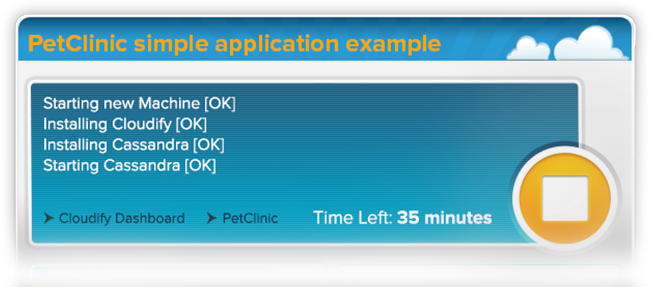 PetClinic simple application example
Starting new Machine [OK]
Installing Cloudify [OK]
Installing Cassandra [OK]
Starting Cassandra [OK]
Cloudify Dashboard PetClinic Time Left: 35 minutes